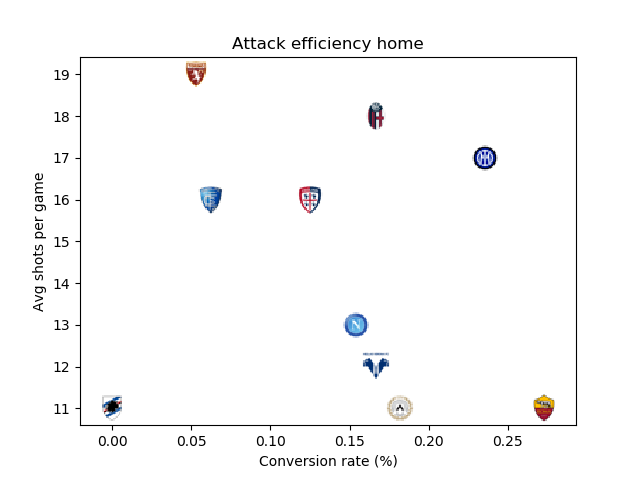 Attack efficiency home
Avg shots per game
19
18
17
16
15
14
13
12
11
0.00 0.05 0.10 0.15 0.20 0.25
Conversion rate (%)
N